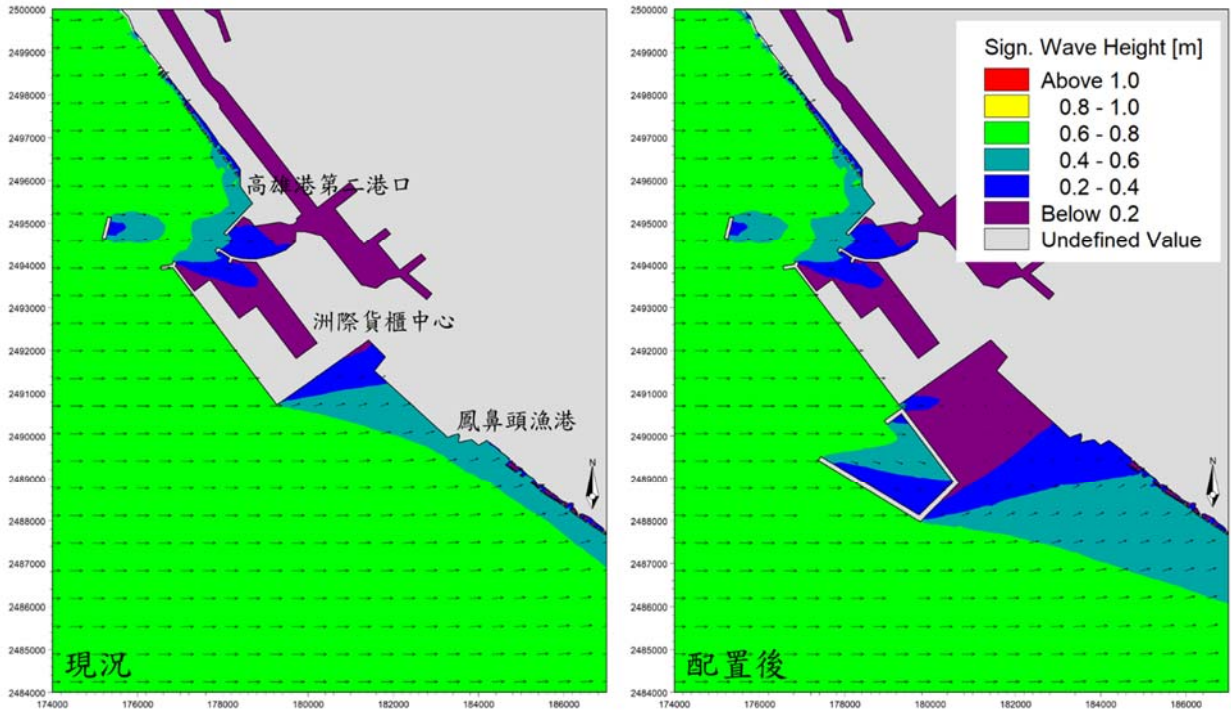 2500000
2499000
2498000
2497000
2496000
2495000
2494000
2493000
2492000
2491000
2490000
2489000
2488000
2487000
2486000
2485000
2484000
174000 176000 178000 180000 182000 184000 186000
高雄港第二港口
洲際貨櫃中心
鳳鼻頭漁港
N
現況
2500000
2499000
2498000
2497000
2496000
2495000
2494000
2493000
2492000
2491000
2490000
2489000
2488000
2487000
2486000
2485000
2484000
174000 176000 178000 180000 182000 184000 186000
Sign. Wave Height [m]
Above 1.0
0.8 - 1.0
0.6 - 0.8
0.4 - 0.6
0.2 - 0.4
Below 0.2
Undefined Value
N
配置後